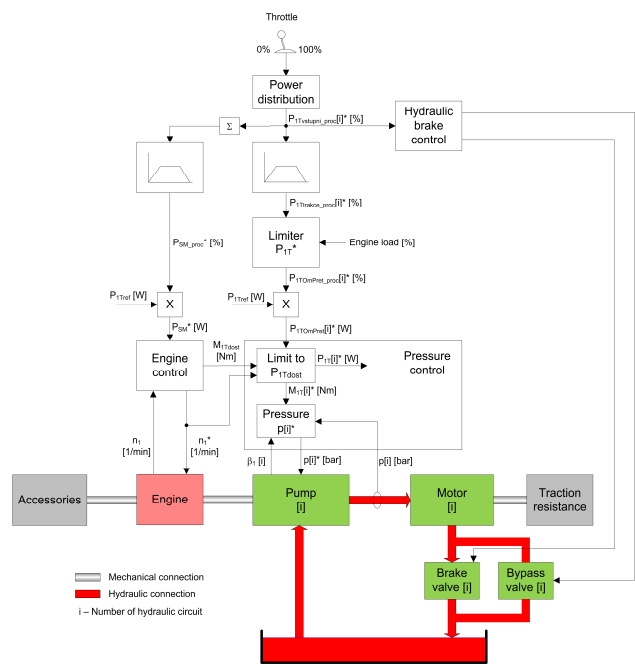 Throttle
0% 100%
Power
distribution
P1Tvstupni_proc[i]* [%]
Σ
Hydraulic
brake
control
P1Ttrakce_proc[i]* [%]
PSM_proc* [%]
Limiter
P1T*
Engine load [%]
P1TOmPret_proc[i]* [%]
P1Tref [W]
X
P1Tref [W]
X
PSM* [W]
P1TOmPret[i]* [W]
M1Tdost
[Nm]
Engine
control
Limit to
P1Tdost
P1T[i]* [W]
Pressure
control
M1T[i]* [Nm]
Pressure
p[i]*
n1
[1/min]
n1*
[1/min]
β1 [i]
p[i]* [bar]
p[i] [bar]
Accessories
Engine
Pump
[i]
Motor
[i]
Traction
resistance
Brake
valve [i]
Bypass
valve [i]
Mechanical connection
Hydraulic connection
i – Number of hydraulic circuit